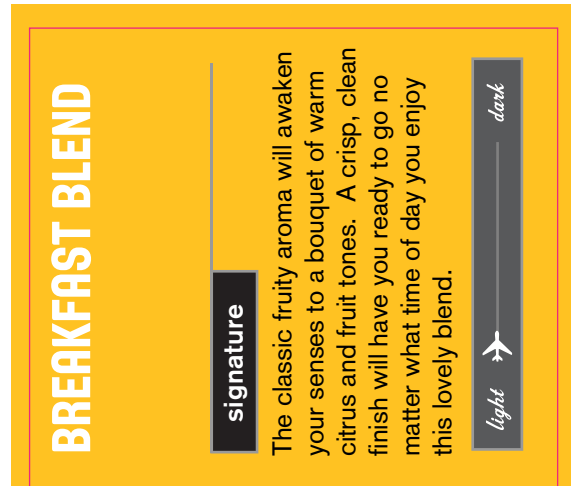 BREAKFAST BLEND
signature
The classic fruity aroma will awaken
your senses to a bouquet of warm
citrus and fruit tones.  A crisp, clean
finish will have you ready to go no
matter what time of day you enjoy
this lovely blend.
light dark